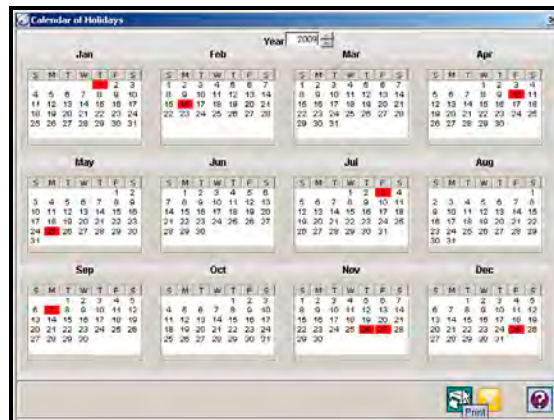 Calendar of Holidays
Year 2009
Jan
S M T W T F S
1 2 3
4 5 6 7 8 9 10
11 12 13 14 15 16 17
18 19 20 21 22 23 24
25 26 27 28 29 30 31
Feb
S M T W T F S
1 2 3 4 5 6 7
8 9 10 11 12 13 14
15 16 17 18 19 20 21
22 23 24 25 26 27 28
Mar
S M T W T F S
1 2 3 4 5 6 7
8 9 10 11 12 13 14
15 16 17 18 19 20 21
22 23 24 25 26 27 28
29 30 31
Apr
S M T W T F S
1 2 3 4
5 6 7 8 9 10 11
12 13 14 15 16 17 18
19 20 21 22 23 24 25
26 27 28 29 30
May
S M T W T F S
1 2
3 4 5 6 7 8 9
10 11 12 13 14 15 16
17 18 19 20 21 22 23
24 25 26 27 28 29 30
31
Jun
S M T W T F S
1 2 3 4 5 6
7 8 9 10 11 12 13
14 15 16 17 18 19 20
21 22 23 24 25 26 27
28 29 30
Jul
S M T W T F S
1 2 3 4
5 6 7 8 9 10 11
12 13 14 15 16 17 18
19 20 21 22 23 24 25
26 27 28 29 30 31
Aug
S M T W T F S
1
2 3 4 5 6 7 8
9 10 11 12 13 14 15
16 17 18 19 20 21 22
23 24 25 26 27 28 29
30 31
Sep
S M T W T F S
1 2 3 4 5
6 7 8 9 10 11 12
13 14 15 16 17 18 19
20 21 22 23 24 25 26
27 28 29 30
Oct
S M T W T F S
1 2 3
4 5 6 7 8 9 10
11 12 13 14 15 16 17
18 19 20 21 22 23 24
25 26 27 28 29 30 31
Nov
S M T W T F S
1 2 3 4 5 6 7
8 9 10 11 12 13 14
15 16 17 18 19 20 21
22 23 24 25 26 27 28
29 30
Dec
S M T W T F S
1 2 3 4 5
6 7 8 9 10 11 12
13 14 15 16 17 18 19
20 21 22 23 24 25 26
27 28 29 30 31
Print